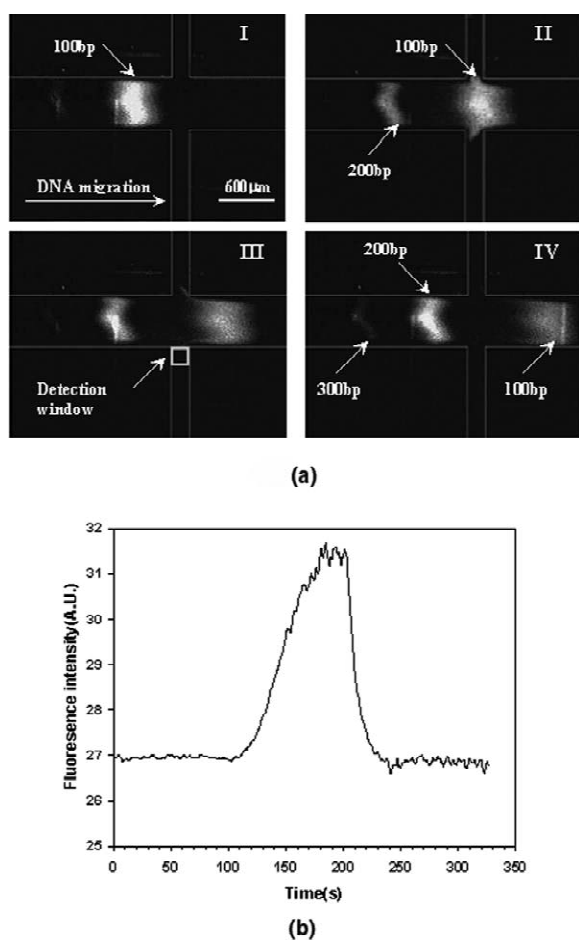 100bp
I
DNA migration
600μm
100bp
II
200bp
III
Detection
window
200bp
IV
300bp
100bp
(a)
Fluoresence intensity(A.U.)
32
31
30
29
28
27
26
25
0 50 100 150 200 250 300 350
Time(s)
(b)